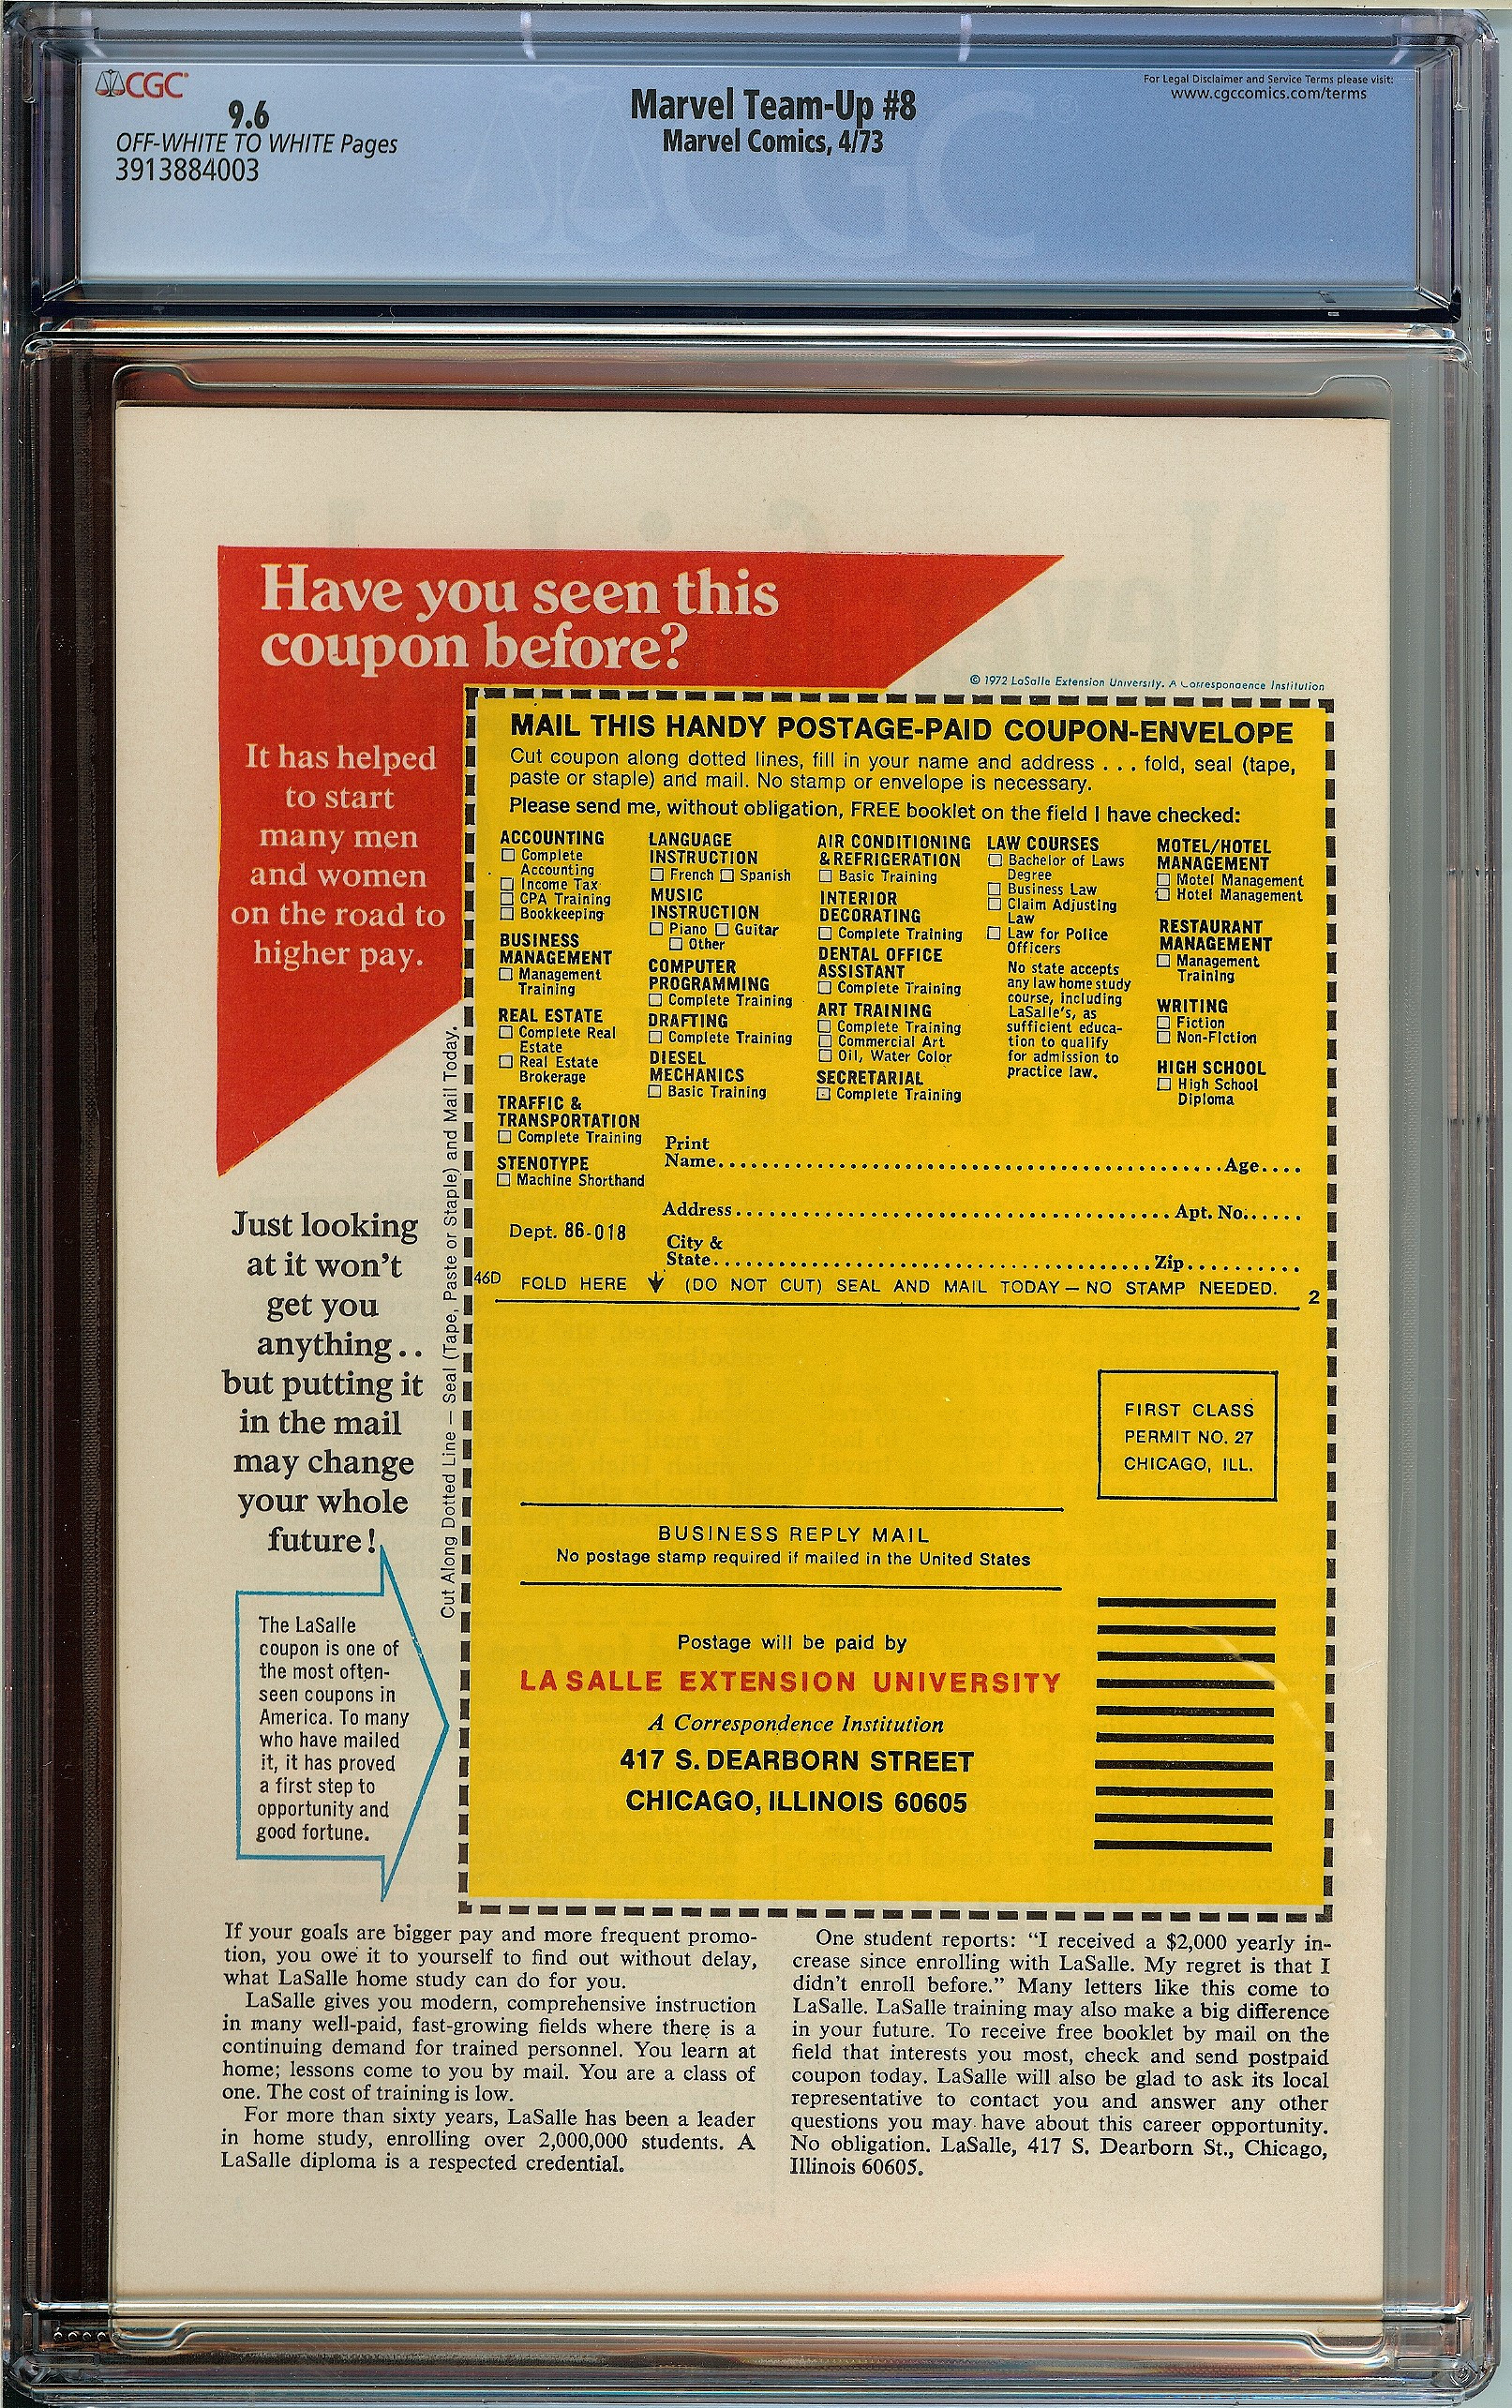 CGC
9.6
OFF-WHITE TO WHITE Pages
3913884003
Marvel Team-Up #8
Marvel Comics, 4/73
For Legal Disclaimer and Service Terms please visit:
www.cgccomics.com/terms
CGC
Have you seen this
coupon before?
It has helped
to start
many men
and women
on the road to
higher pay.
Just looking
at it won't
get you
anything..
but putting it
in the mail
may change
your whole
future!
The LaSalle
coupon is one of
the most often-
seen coupons in
America. To many
who have mailed
it, it has proved
a first step to
opportunity and
good fortune.
Cut Along Dotted Line — Seal (Tape, Paste or Staple) and Mail Today.
© 1972 LaSalle Extension University. A Correspondence Institution
MAIL THIS HANDY POSTAGE-PAID COUPON-ENVELOPE
Cut coupon along dotted lines, fill in your name and address . . . fold, seal (tape,
paste or staple) and mail. No stamp or envelope is necessary.
Please send me, without obligation, FREE booklet on the field I have checked:
ACCOUNTING
☐ Complete
Accounting
☐ Income Tax
☐ CPA Training
☐ Bookkeeping
BUSINESS
MANAGEMENT
☐ Management
Training
REAL ESTATE
☐ Complete Real
Estate
☐ Real Estate
Brokerage
TRAFFIC &
TRANSPORTATION
☐ Complete Training
STENOTYPE
☐ Machine Shorthand
LANGUAGE
INSTRUCTION
☐ French ☐ Spanish
MUSIC
INSTRUCTION
☐ Piano ☐ Guitar
☐ Other
COMPUTER
PROGRAMMING
☐ Complete Training
DRAFTING
☐ Complete Training
DIESEL
MECHANICS
☐ Basic Training
AIR CONDITIONING
& REFRIGERATION
☐ Basic Training
INTERIOR
DECORATING
☐ Complete Training
DENTAL OFFICE
ASSISTANT
☐ Complete Training
ART TRAINING
☐ Complete Training
☐ Commercial Art
☐ Oil, Water Color
SECRETARIAL
☐ Complete Training
LAW COURSES
☐ Bachelor of Laws
Degree
☐ Business Law
☐ Claim Adjusting
Law
☐ Law for Police
Officers
No state accepts
any law home study
course, including
LaSalle's, as
sufficient educa-
tion to qualify
for admission to
practice law.
MOTEL/HOTEL
MANAGEMENT
☐ Motel Management
☐ Hotel Management
RESTAURANT
MANAGEMENT
☐ Management
Training
WRITING
☐ Fiction
☐ Non-Fiction
HIGH SCHOOL
☐ High School
Diploma
Print
Name..........Age....
Address..........Apt. No......
Dept. 86-018
City &
State..........Zip..........
46D FOLD HERE ↓ (DO NOT CUT) SEAL AND MAIL TODAY — NO STAMP NEEDED. 2
FIRST CLASS
PERMIT NO. 27
CHICAGO, ILL.
BUSINESS REPLY MAIL
No postage stamp required if mailed in the United States
Postage will be paid by
LA SALLE EXTENSION UNIVERSITY
A Correspondence Institution
417 S. DEARBORN STREET
CHICAGO, ILLINOIS 60605
If your goals are bigger pay and more frequent promo-
tion, you owe it to yourself to find out without delay,
what LaSalle home study can do for you.
LaSalle gives you modern, comprehensive instruction
in many well-paid, fast-growing fields where there is a
continuing demand for trained personnel. You learn at
home; lessons come to you by mail. You are a class of
one. The cost of training is low.
For more than sixty years, LaSalle has been a leader
in home study, enrolling over 2,000,000 students. A
LaSalle diploma is a respected credential.
One student reports: "I received a $2,000 yearly in-
crease since enrolling with LaSalle. My regret is that I
didn't enroll before." Many letters like this come to
LaSalle. LaSalle training may also make a big difference
in your future. To receive free booklet by mail on the
field that interests you most, check and send postpaid
coupon today. LaSalle will also be glad to ask its local
representative to contact you and answer any other
questions you may have about this career opportunity.
No obligation. LaSalle, 417 S. Dearborn St., Chicago,
Illinois 60605.